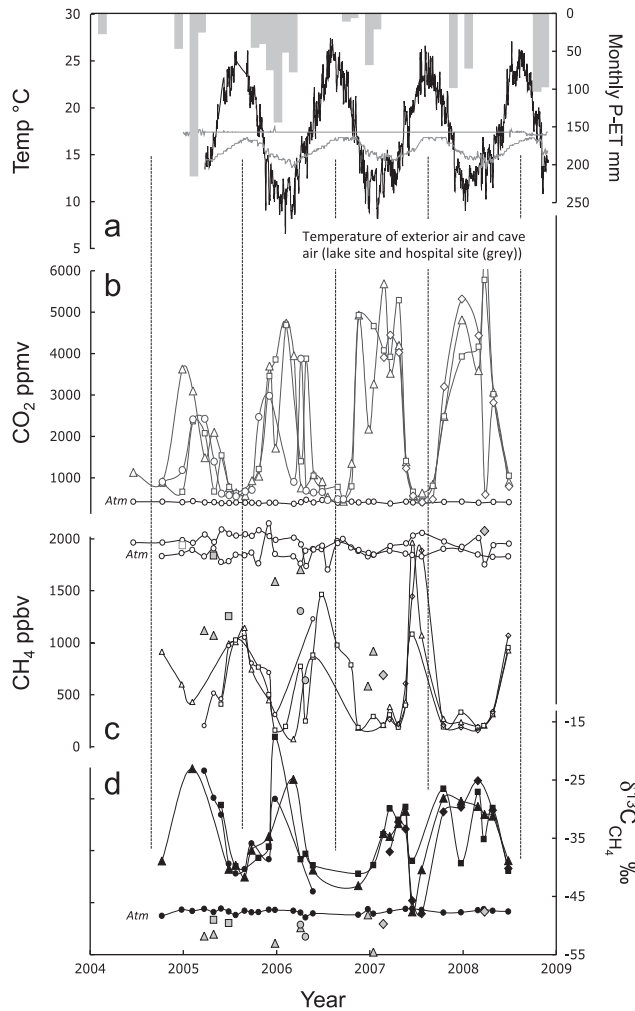 30
25
20
15
10
5
Temp °C
0
50
100
150
200
250
Monthly P-ET mm
a
Temperature of exterior air and cave
air (lake site and hospital site (grey))
b
6000
5000
4000
3000
2000
1000
CO2 ppmv
Atm
2000
1500
1000
500
0
CH4 ppbv
Atm
c
d
-15
-25
-35
-45
-55
δ13C CH4 ‰
Atm
2004 2005 2006 2007 2008 2009
Year